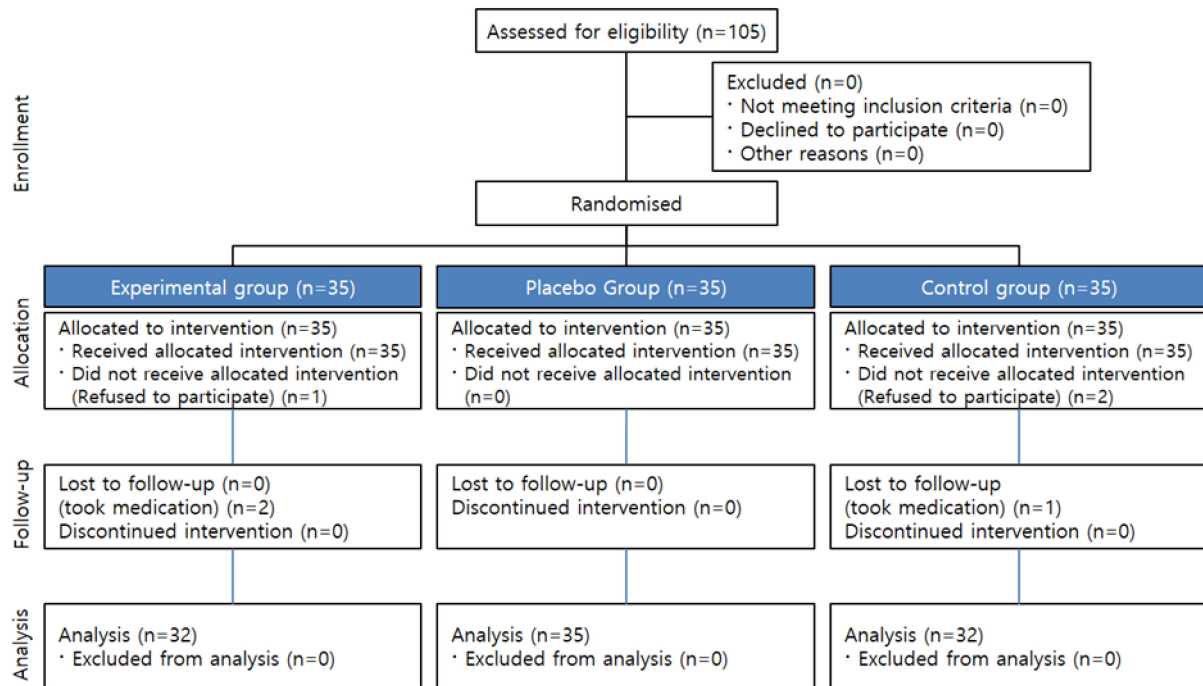 Assessed for eligibility (n=105)
Enrollment
Excluded (n=0)
· Not meeting inclusion criteria (n=0)
· Declined to participate (n=0)
· Other reasons (n=0)
Randomised
Allocation
Experimental group (n=35)
Allocated to intervention (n=35)
· Received allocated intervention (n=35)
· Did not receive allocated intervention
(Refused to participate) (n=1)
Placebo Group (n=35)
Allocated to intervention (n=35)
· Received allocated intervention (n=35)
· Did not receive allocated intervention
(n=0)
Control group (n=35)
Allocated to intervention (n=35)
· Received allocated intervention (n=35)
· Did not receive allocated intervention
(Refused to participate) (n=2)
Follow-up
Lost to follow-up (n=0)
(took medication) (n=2)
Discontinued intervention (n=0)
Lost to follow-up (n=0)
Discontinued intervention (n=0)
Lost to follow-up
(took medication) (n=1)
Discontinued intervention (n=0)
Analysis
Analysis (n=32)
· Excluded from analysis (n=0)
Analysis (n=35)
· Excluded from analysis (n=0)
Analysis (n=32)
· Excluded from analysis (n=0)